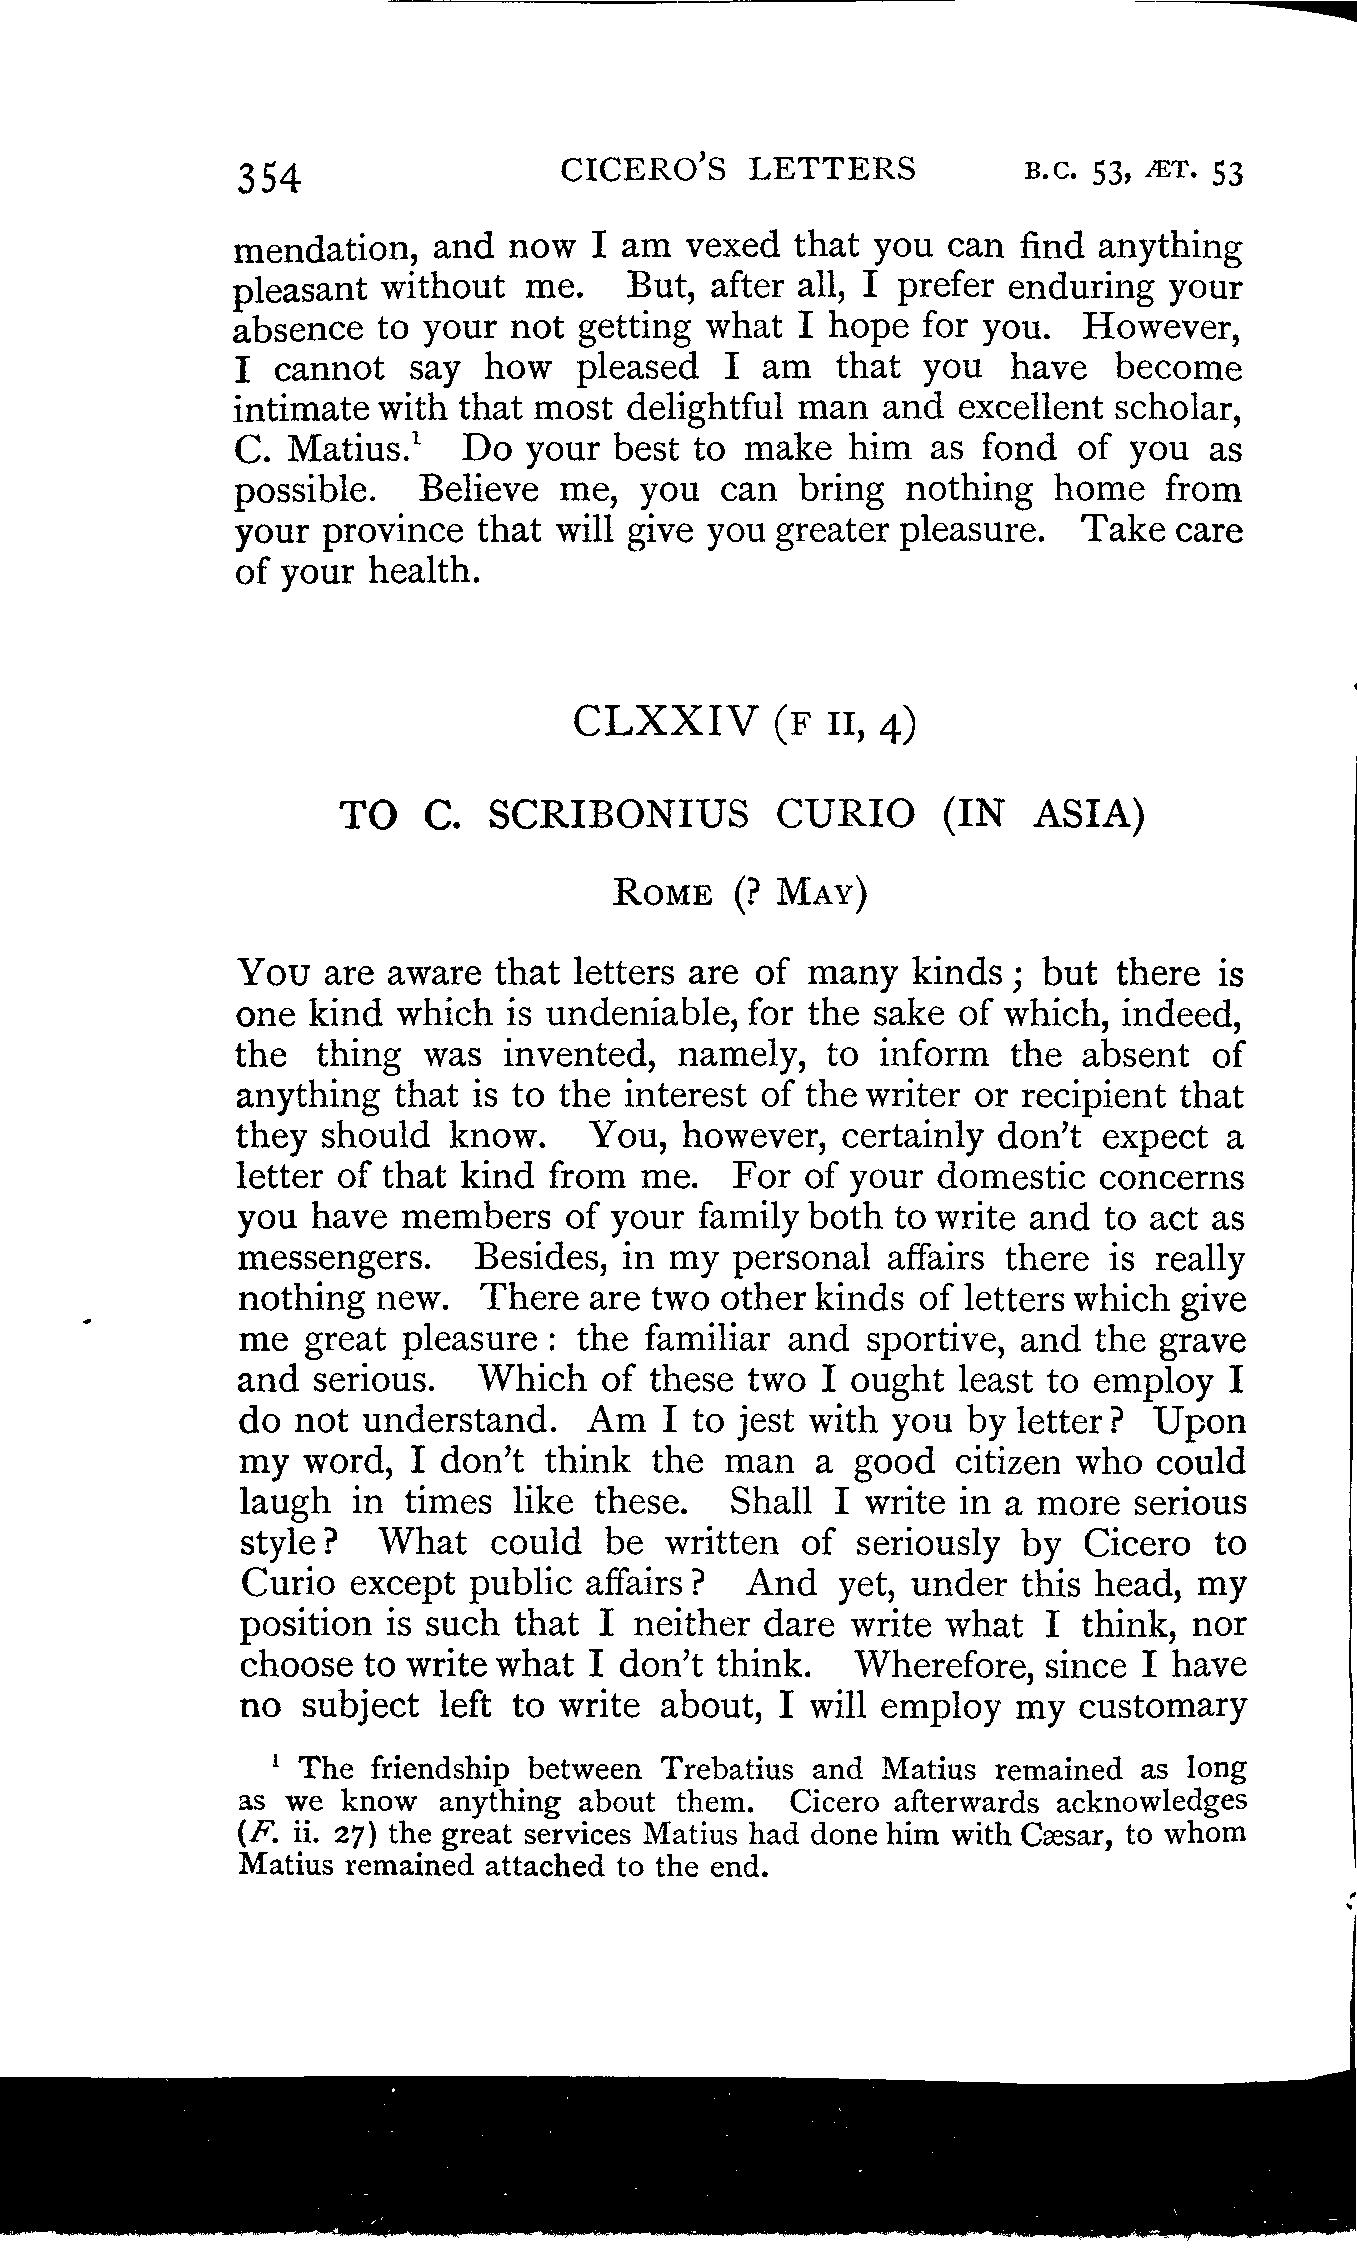 354 CICERO'S LETTERS B.C. 53, ÆT. 53
mendation, and now I am vexed that you can find anything
pleasant without me. But, after all, I prefer enduring your
absence to your not getting what I hope for you. However,
I cannot say how pleased I am that you have become
intimate with that most delightful man and excellent scholar,
C. Matius.¹ Do your best to make him as fond of you as
possible. Believe me, you can bring nothing home from
your province that will give you greater pleasure. Take care
of your health.
CLXXIV (F II, 4)
TO C. SCRIBONIUS CURIO (IN ASIA)
ROME (? MAY)
YOU are aware that letters are of many kinds; but there is
one kind which is undeniable, for the sake of which, indeed,
the thing was invented, namely, to inform the absent of
anything that is to the interest of the writer or recipient that
they should know. You, however, certainly don't expect a
letter of that kind from me. For of your domestic concerns
you have members of your family both to write and to act as
messengers. Besides, in my personal affairs there is really
nothing new. There are two other kinds of letters which give
me great pleasure: the familiar and sportive, and the grave
and serious. Which of these two I ought least to employ I
do not understand. Am I to jest with you by letter? Upon
my word, I don't think the man a good citizen who could
laugh in times like these. Shall I write in a more serious
style? What could be written of seriously by Cicero to
Curio except public affairs? And yet, under this head, my
position is such that I neither dare write what I think, nor
choose to write what I don't think. Wherefore, since I have
no subject left to write about, I will employ my customary
¹ The friendship between Trebatius and Matius remained as long
as we know anything about them. Cicero afterwards acknowledges
(F. ii. 27) the great services Matius had done him with Cæsar, to whom
Matius remained attached to the end.